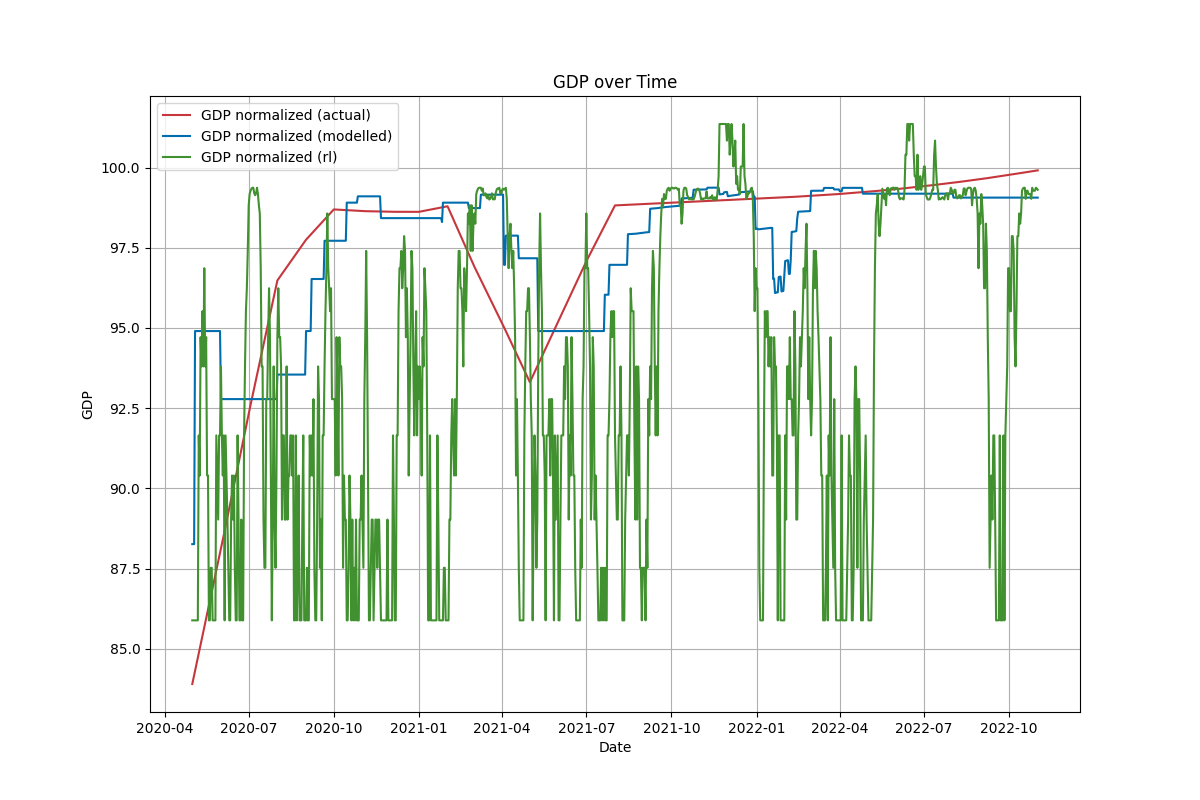 GDP over Time
GDP normalized (actual)
GDP normalized (modelled)
GDP normalized (rl)
100.0
97.5
95.0
92.5
90.0
87.5
85.0
GDP
2020-04 2020-07 2020-10 2021-01 2021-04 2021-07 2021-10 2022-01 2022-04 2022-07 2022-10
Date